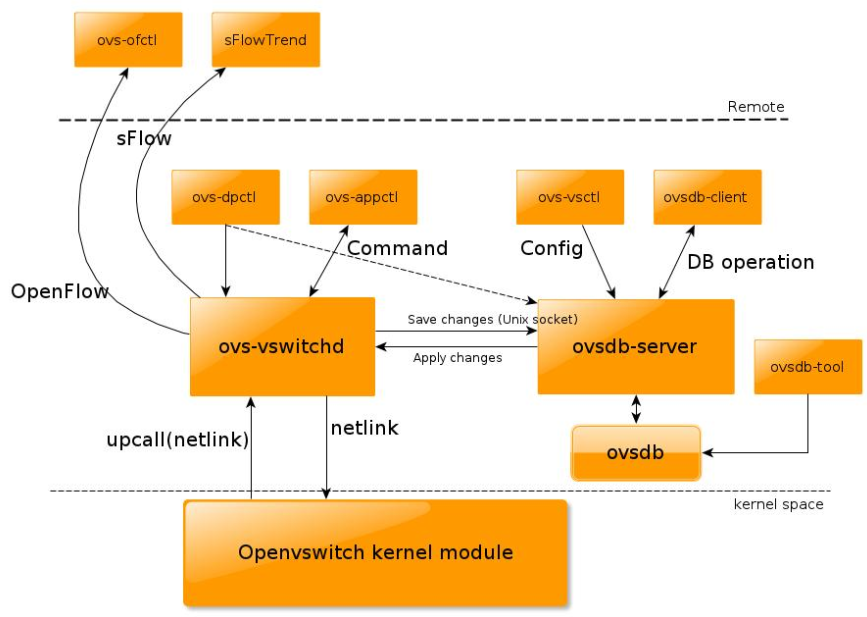 ovs-ofctl
sFlowTrend
Remote
sFlow
ovs-dpctl
ovs-appctl
ovs-vsctl
ovsdb-client
Command
Config
DB operation
OpenFlow
Save changes (Unix socket)
ovs-vswitchd
ovsdb-server
Apply changes
ovsdb-tool
netlink
upcall(netlink)
ovsdb
kernel space
Openvswitch kernel module